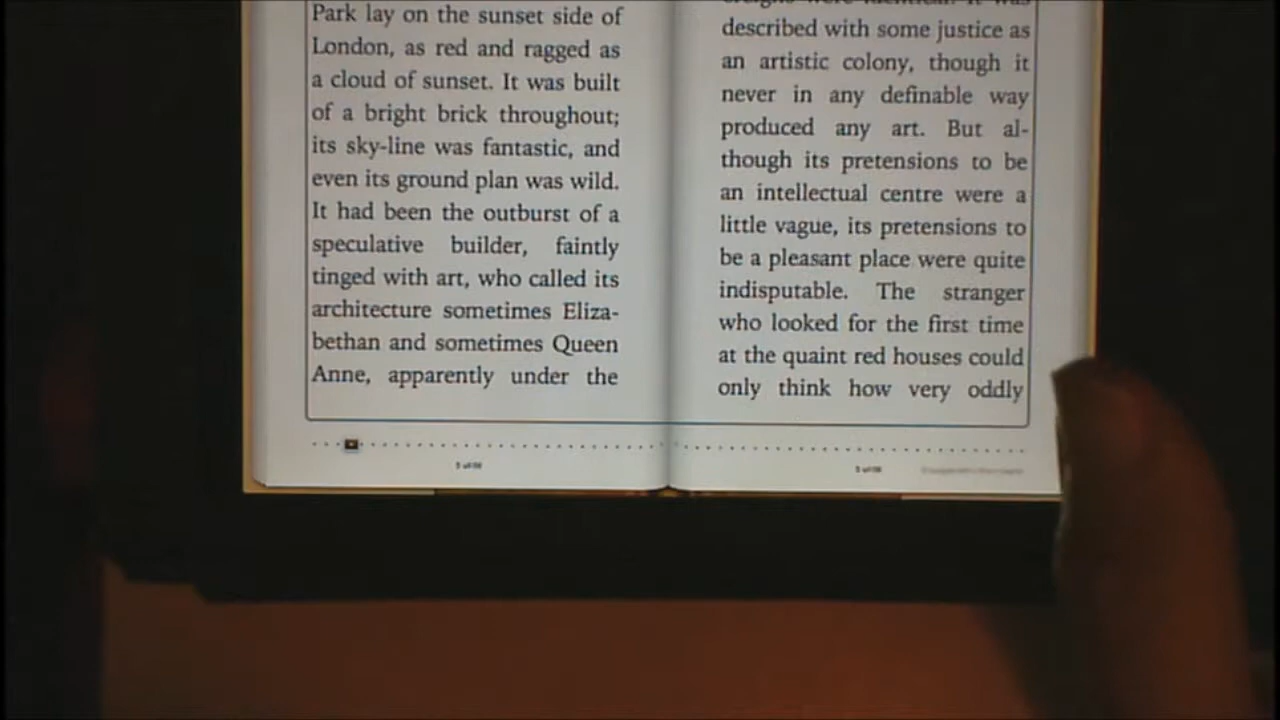 Park lay on the sunset side of
London, as red and ragged as
a cloud of sunset. It was built
of a bright brick throughout;
its sky-line was fantastic, and
even its ground plan was wild.
It had been the outburst of a
speculative builder, faintly
tinged with art, who called its
architecture sometimes Eliza-
bethan and sometimes Queen
Anne, apparently under the
described with some justice as
an artistic colony, though it
never in any definable way
produced any art. But al-
though its pretensions to be
an intellectual centre were a
little vague, its pretensions to
be a pleasant place were quite
indisputable. The stranger
who looked for the first time
at the quaint red houses could
only think how very oddly